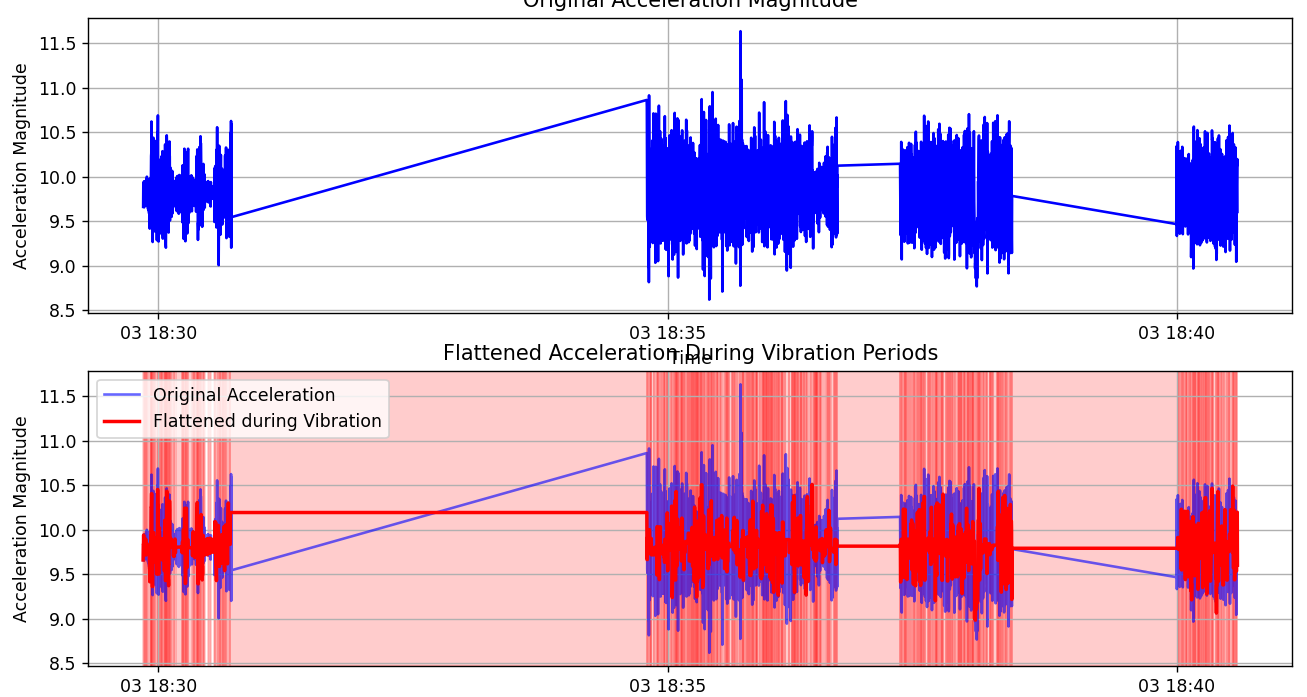 Original Acceleration Magnitude
Acceleration Magnitude
11.5
11.0
10.5
10.0
9.5
9.0
8.5
03 18:30
03 18:35
03 18:40
Time
Flattened Acceleration During Vibration Periods
Acceleration Magnitude
Original Acceleration
Flattened during Vibration
11.5
11.0
10.5
10.0
9.5
9.0
8.5
03 18:30
03 18:35
03 18:40